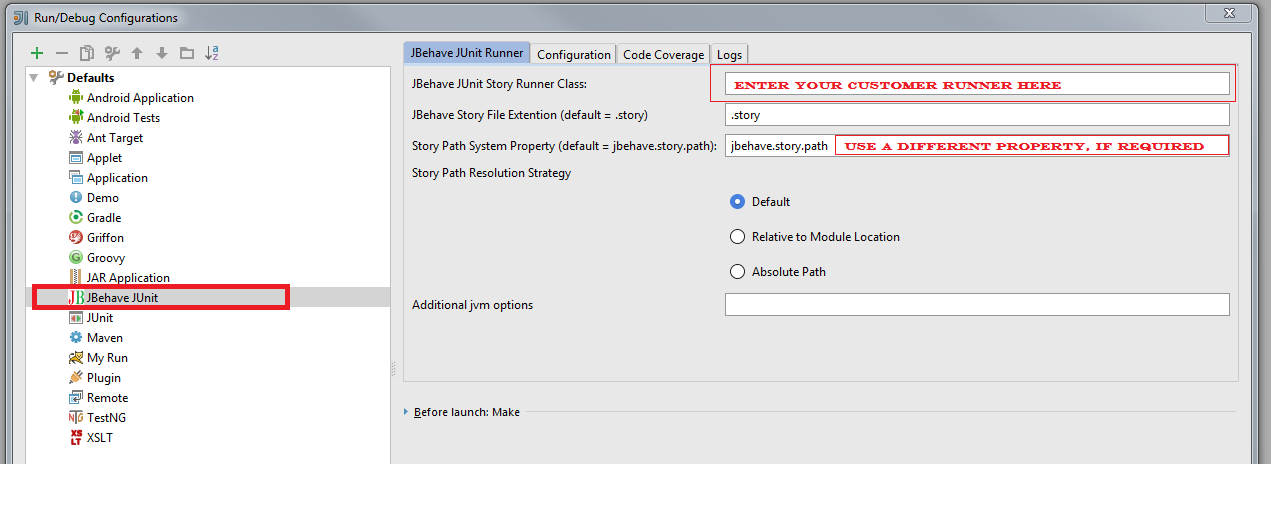 Run/Debug Configurations
Defaults
Android Application
Android Tests
Ant Target
Applet
Application
Demo
Gradle
Griffon
Groovy
JAR Application
JBehave JUnit
JUnit
Maven
My Run
Plugin
Remote
TestNG
XSLT
JBehave JUnit Runner Configuration Code Coverage Logs
JBehave JUnit Story Runner Class: ENTER YOUR CUSTOMER RUNNER HERE
JBehave Story File Extention (default = .story) .story
Story Path System Property (default = jbehave.story.path): jbehave.story.path USE A DIFFERENT PROPERTY, IF REQUIRED
Story Path Resolution Strategy
Default
Relative to Module Location
Absolute Path
Additional jvm options
Before launch: Make